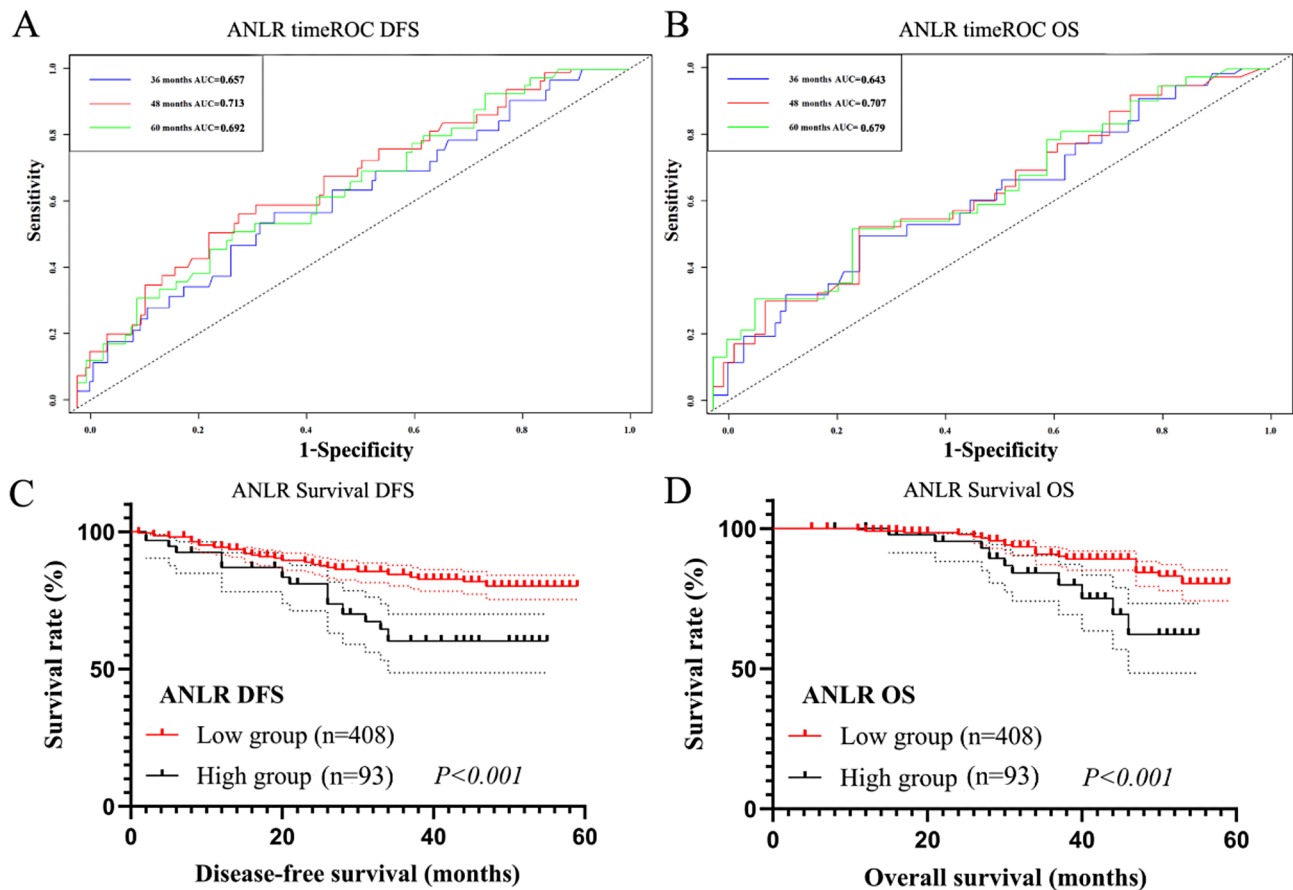 A
ANLR timeROC DFS
36 months AUC=0.657
48 months AUC=0.713
60 months AUC=0.692
Sensitivity
0.0
0.2
0.4
0.6
0.8
1.0
0.0 0.2 0.4 0.6 0.8 1.0
1-Specificity
B
ANLR timeROC OS
36 months AUC=0.643
48 months AUC=0.707
60 months AUC=0.679
Sensitivity
0.0
0.2
0.4
0.6
0.8
1.0
0.0 0.2 0.4 0.6 0.8 1.0
1-Specificity
C
ANLR Survival DFS
Survival rate (%)
100
50
0
ANLR DFS
Low group (n=408)
High group (n=93) P<0.001
0 20 40 60
Disease-free survival (months)
D
ANLR Survival OS
Survival rate (%)
100
50
0
ANLR OS
Low group (n=408)
High group (n=93) P<0.001
0 20 40 60
Overall survival (months)